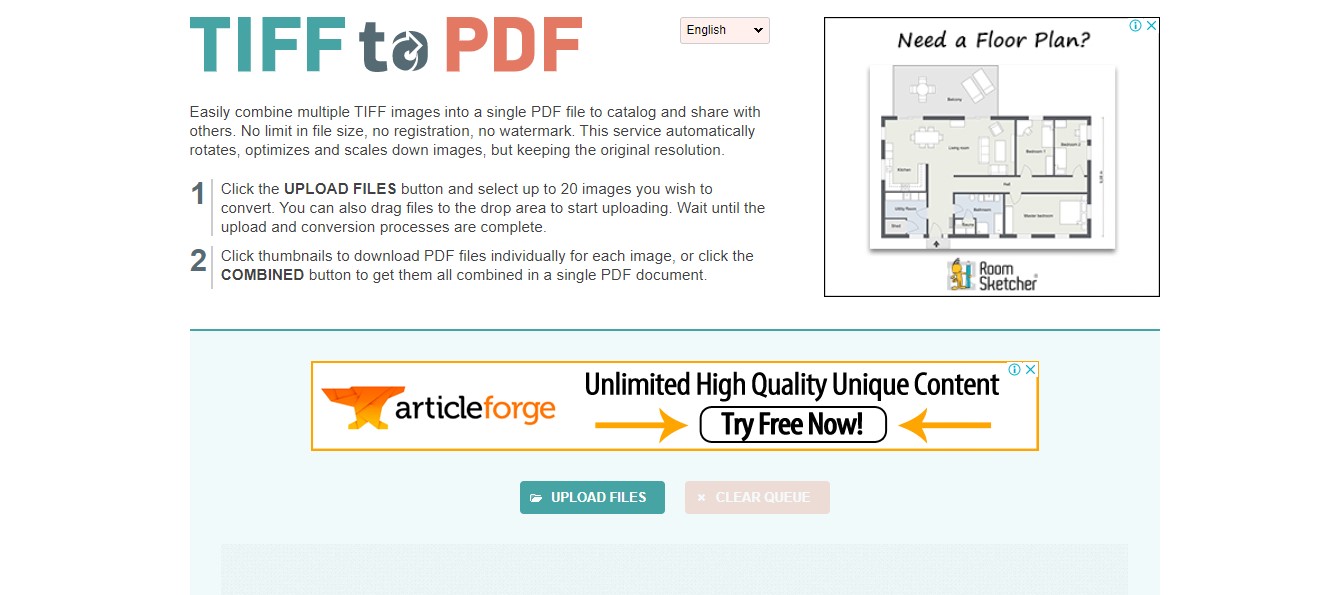 TIFF to PDF
English
Easily combine multiple TIFF images into a single PDF file to catalog and share with
others. No limit in file size, no registration, no watermark. This service automatically
rotates, optimizes and scales down images, but keeping the original resolution.
1 Click the UPLOAD FILES button and select up to 20 images you wish to
convert. You can also drag files to the drop area to start uploading. Wait until the
upload and conversion processes are complete.
2 Click thumbnails to download PDF files individually for each image, or click the
COMBINED button to get them all combined in a single PDF document.
Need a Floor Plan?
Balcony
Living room
Bedroom 1
Bedroom 2
Kitchen
Hall
Utility Room
Bathroom
Sauna
Shed
Master bedroom
Room
Sketcher
articleforge
Unlimited High Quality Unique Content
Try Free Now!
UPLOAD FILES
CLEAR QUEUE